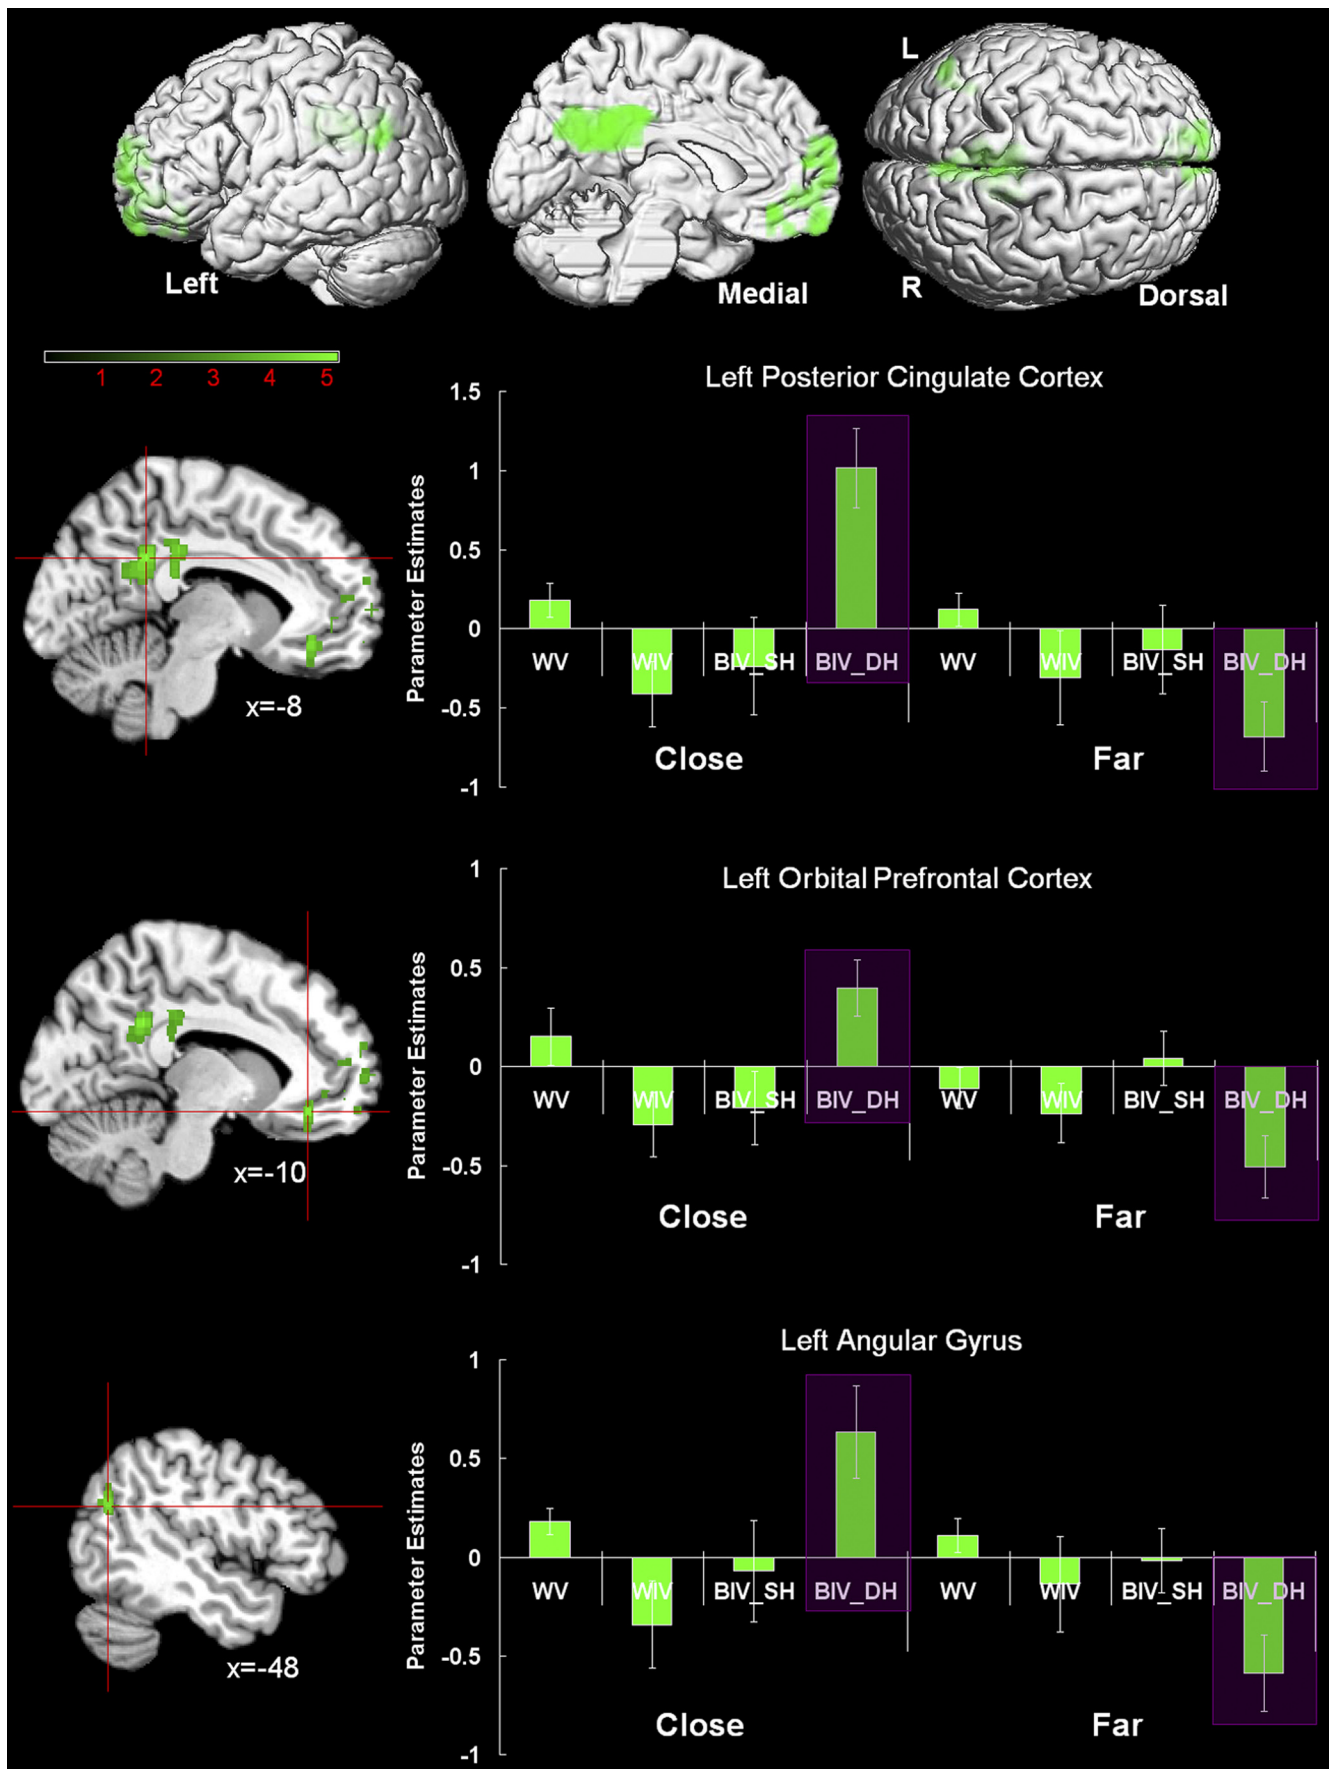 L
Left
Medial
R
Dorsal
1 2 3 4 5
Left Posterior Cingulate Cortex
Parameter Estimates
1.5
1
0.5
0
-0.5
-1
WV WIV BIV_SH BIV_DH WV WIV BIV_SH BIV_DH
Close Far
x=-8
Left Orbital Prefrontal Cortex
Parameter Estimates
1
0.5
0
-0.5
-1
WV WIV BIV_SH BIV_DH WV WIV BIV_SH BIV_DH
Close Far
x=-10
Left Angular Gyrus
Parameter Estimates
1
0.5
0
-0.5
-1
WV WIV BIV_SH BIV_DH WV WIV BIV_SH BIV_DH
Close Far
x=-48